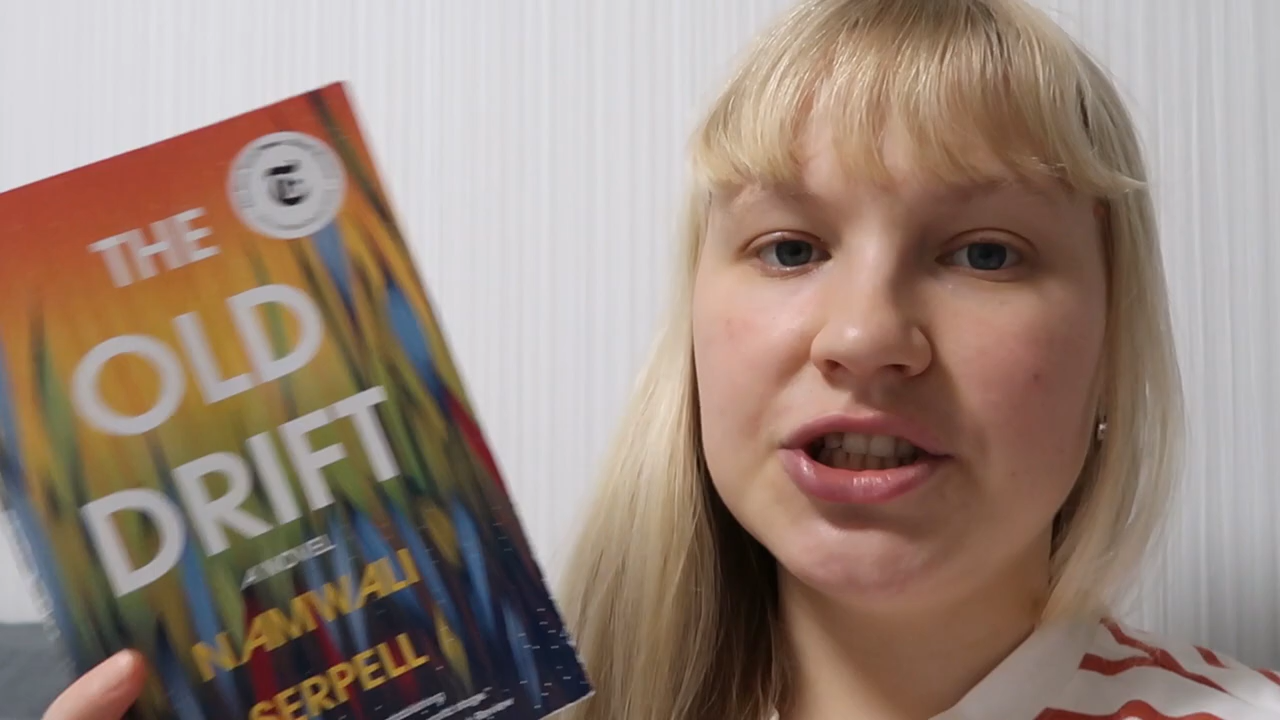 THE
OLD
DRIFT
A NOVEL
NAMWALI
SERPELL